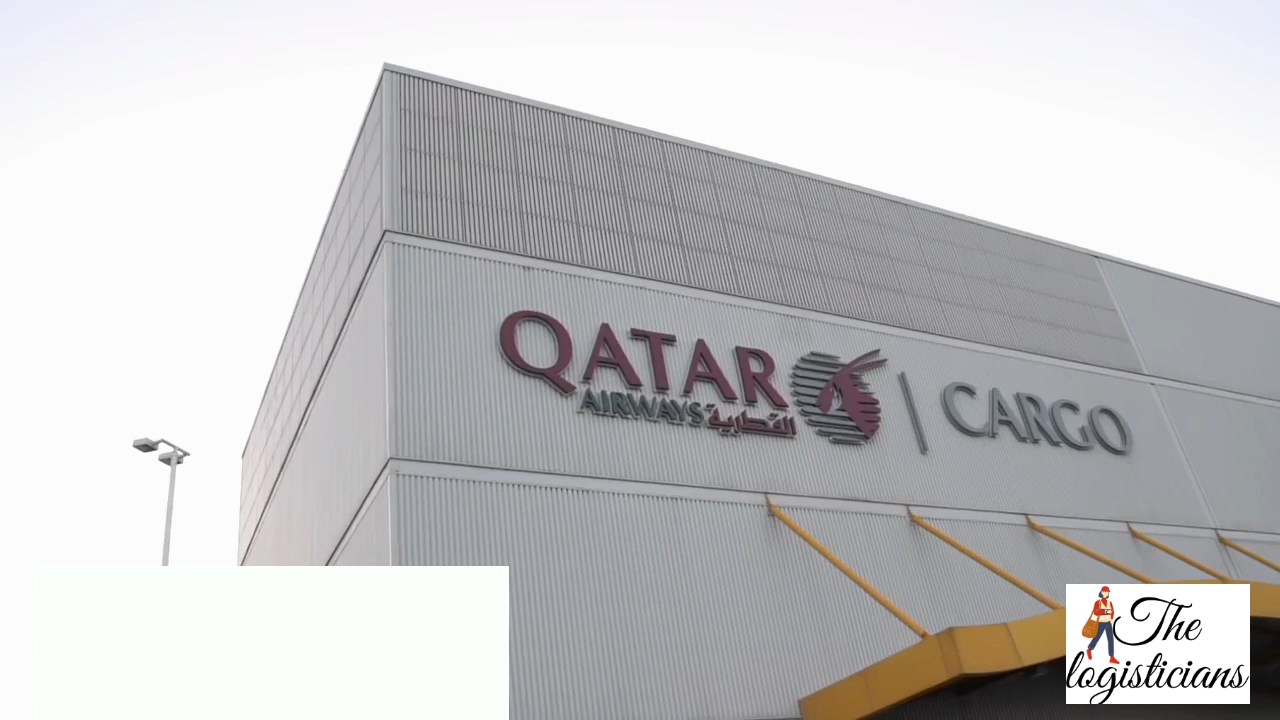 QATAR
AIRWAYS القطرية
CARGO
The
logisticians